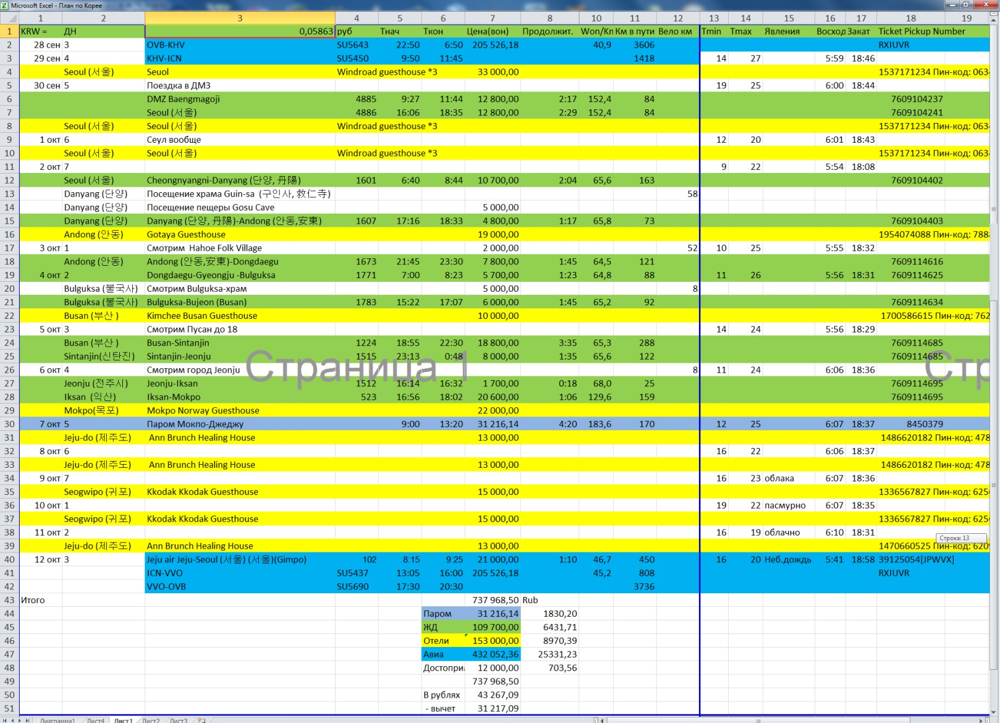 Microsoft Excel - План по Корее
1 2 3 4 5 6 7 8 9 10 11 12 13 14 15 16 17 18 19
1 KRW = ДН 0,05863 руб Тнач Ткон Цена(вон) Продолжит. Won/Kn Км в пути Вело км Tmin Tmax Явления Восход Закат Ticket Pickup Number
2 28 сен 3 OVB-KHV SU5643 22:50 6:50 205 526,18 40,9 3606 RXIUVR
3 29 сен 4 KHV-ICN SU5450 9:50 11:45 1418 14 27 5:59 18:46
4 Seoul (서울) Seuol Windroad guesthouse *3 33 000,00 1537171234 Пин-код: 063
5 30 сен 5 Поездка в ДМЗ 19 25 6:00 18:44
6 DMZ Baengmagoji 4885 9:27 11:44 12 800,00 2:17 152,4 84 7609104237
7 Seoul (서울) 4886 16:06 18:35 12 800,00 2:29 152,4 84 7609104241
8 Seoul (서울) Seoul (서울) Windroad guesthouse *3 1537171234 Пин-код: 063
9 1 окт 6 Сеул вообще 12 20 6:01 18:43
10 Seoul (서울) Seoul (서울) Windroad guesthouse *3 1537171234 Пин-код: 063
11 2 окт 7 9 22 5:54 18:08
12 Seoul (서울) Cheongnyangni-Danyang (단양, 丹陽) 1601 6:40 8:44 10 700,00 2:04 65,6 163 7609104402
13 Danyang (단양) Посещение храма Guin-sa (구인사, 救仁寺) 58
14 Danyang (단양) Посещение пещеры Gosu Cave 5 000,00
15 Danyang (단양) Danyang (단양, 丹陽)-Andong (안동,安東) 1607 17:16 18:33 4 800,00 1:17 65,8 73 7609104403
16 Andong (안동) Gotaya Guesthouse 19 000,00 1954074088 Пин-код: 788
17 3 окт 1 Смотрим Hahoe Folk Village 2 000,00 52 10 25 5:55 18:32
18 Andong (안동) Andong (안동,安東)-Dongdaegu 1673 21:45 23:30 7 800,00 1:45 64,5 121 7609114616
19 4 окт 2 Dongdaegu-Gyeongju -Bulguksa 1771 7:00 8:23 5 700,00 1:23 64,8 88 11 26 5:56 18:31 7609114625
20 Bulguksa (불국사) Смотрим Bulguksa-храм 5 000,00 8
21 Bulguksa (불국사) Bulguksa-Bujeon (Busan) 1783 15:22 17:07 6 000,00 1:45 65,2 92 7609114634
22 Busan (부산 ) Kimchee Busan Guesthouse 10 000,00 1700586615 Пин-код: 762
23 5 окт 3 Смотрим Пусан до 18 14 24 5:56 18:29
24 Busan (부산 ) Busan-Sintanjin 1224 18:55 22:30 18 800,00 3:35 65,3 288 7609114685
25 Sintanjin(신탄진) Sintanjin-Jeonju 1515 23:13 0:48 8 000,00 1:35 65,6 122 7609114685
Страница 1 Стр
26 6 окт 4 Смотрим город Jeonju 8 11 24 6:06 18:36
27 Jeonju (전주시) Jeonju-Iksan 1512 16:14 16:32 1 700,00 0:18 68,0 25 7609114695
28 Iksan (익산) Iksan-Mokpo 523 16:56 18:02 20 600,00 1:06 129,6 159 7609114695
29 Mokpo(목포) Mokpo Norway Guesthouse 22 000,00
30 7 окт 5 Паром Мокпо-Джеджу 9:00 13:20 31 216,14 4:20 183,6 170 12 25 6:07 18:37 8450379
31 Jeju-do (제주도) Ann Brunch Healing House 13 000,00 1486620182 Пин-код: 478
32 8 окт 6 16 22 6:06 18:37
33 Jeju-do (제주도) Ann Brunch Healing House 13 000,00 1486620182 Пин-код: 478
34 9 окт 7 16 23 облака 6:07 18:36
35 Seogwipo (귀포) Kkodak Kkodak Guesthouse 15 000,00 1336567827 Пин-код: 625
36 10 окт 1 19 22 пасмурно 6:07 18:35
37 Seogwipo (귀포) Kkodak Kkodak Guesthouse 15 000,00 1336567827 Пин-код: 625
38 11 окт 2 16 19 облачно 6:10 18:31
Строка: 13
39 Jeju-do (제주도) Ann Brunch Healing House 13 000,00 1470660525 Пин-код: 620
40 12 окт 3 Jeju air Jeju-Seoul (서울) (서울)(Gimpo) 102 8:15 9:25 21 000,00 1:10 46,7 450 16 20 Неб.дождь 5:41 18:58 39125054[JPWVX]
41 ICN-VVO SU5437 13:05 16:00 205 526,18 45,2 808 RXIUVR
42 VVO-OVB SU5690 17:30 20:30 3736
43 Итого 737 968,50 Rub
44 Паром 31 216,14 1830,20
45 ЖД 109 700,00 6431,71
46 Отели 153 000,00 8970,39
47 Авиа 432 052,36 25331,23
48 Достопри 12 000,00 703,56
49 737 968,50
50 В рублях 43 267,09
51 - вычет 31 217,09
Диаграмма1 Лист4 Лист1 Лист2 Лист3